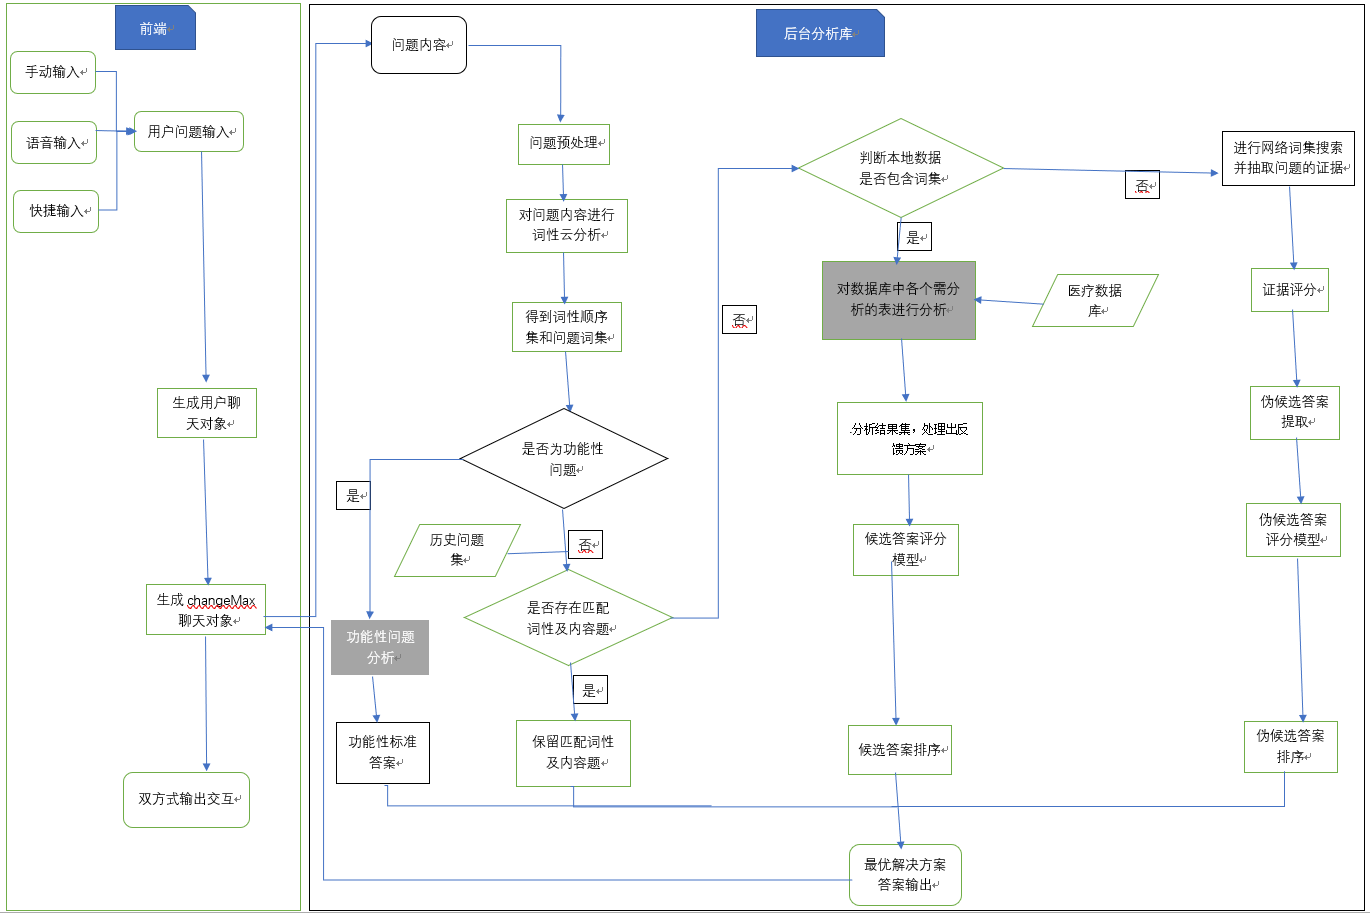 前端
手动输入
语音输入
快捷输入
用户问题输入
生成用户聊
天对象
生成 changeMax
聊天对象
双方式输出交互
后台分析库
问题内容
问题预处理
对问题内容进行
词性云分析
得到词性顺序
集和问题词集
是否为功能性
问题
是
否
历史问题
集
功能性问题
分析
功能性标准
答案
是否存在匹配
词性及内容题
是
保留匹配词性
及内容题
否
判断本地数据
是否包含词集
是
否
对数据库中各个需分
析的表进行分析
医疗数据
库
.分析结果集，处理出反
馈方案
候选答案评分
模型
候选答案排序
最优解决方案
答案输出
进行网络词集搜索
并抽取问题的证据
证据评分
伪候选答案
提取
伪候选答案
评分模型
伪候选答案
排序